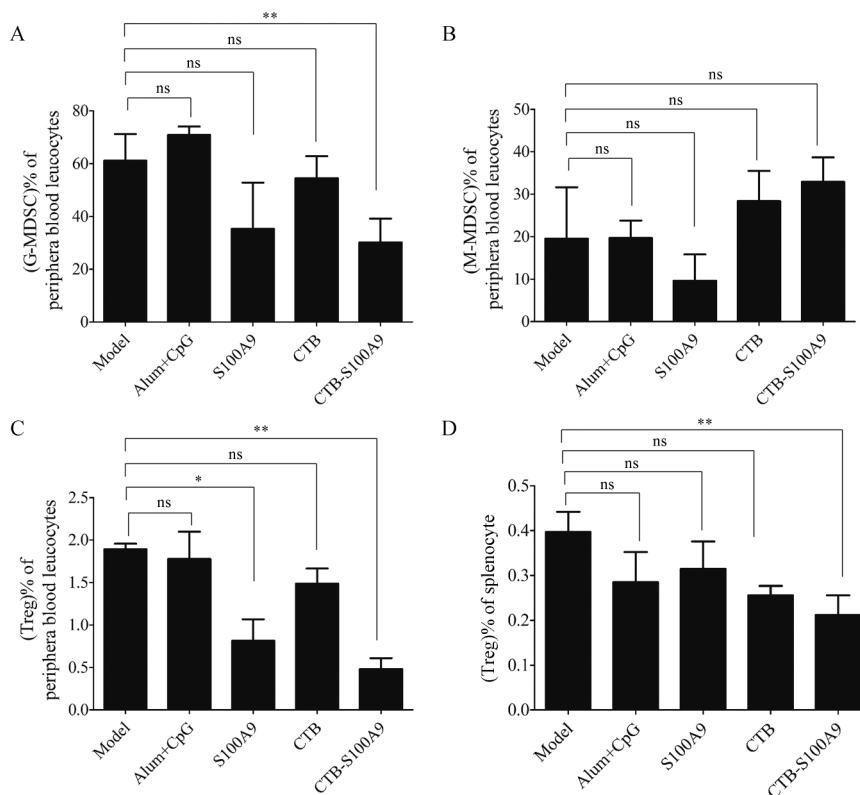 A
**
ns
ns
ns
(G-MDSC)% of
periphera blood leucocytes
80
60
40
20
0
Model
Alum+CpG
S100A9
CTB
CTB-S100A9
B
ns
ns
ns
ns
(M-MDSC)% of
periphera blood leucocytes
50
40
30
20
10
0
Model
Alum+CpG
S100A9
CTB
CTB-S100A9
C
**
ns
*
ns
(Treg)% of
periphera blood leucocytes
2.5
2.0
1.5
1.0
0.5
0.0
Model
Alum+CpG
S100A9
CTB
CTB-S100A9
D
**
ns
ns
ns
(Treg)% of splenocyte
0.5
0.4
0.3
0.2
0.1
0.0
Model
Alum+CpG
S100A9
CTB
CTB-S100A9